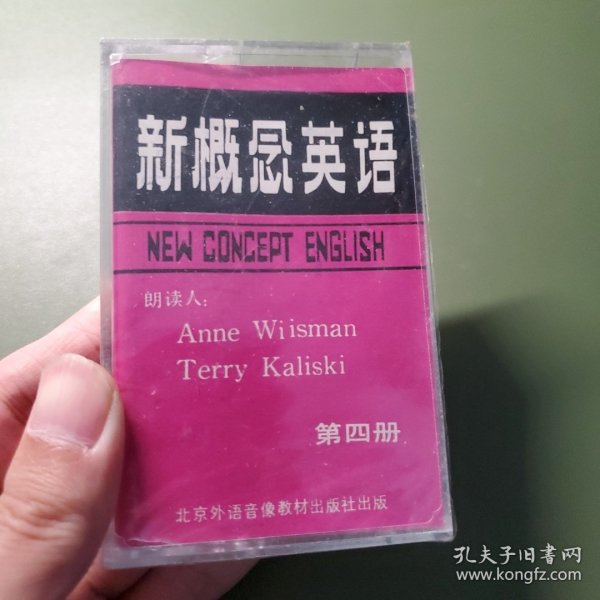 新概念英语
NEW CONCEPT ENGLISH
朗读人:
Anne Wiisman
Terry Kaliski
第四册
北京外语音像教材出版社出版
孔夫子旧書网
www.kongfz.com